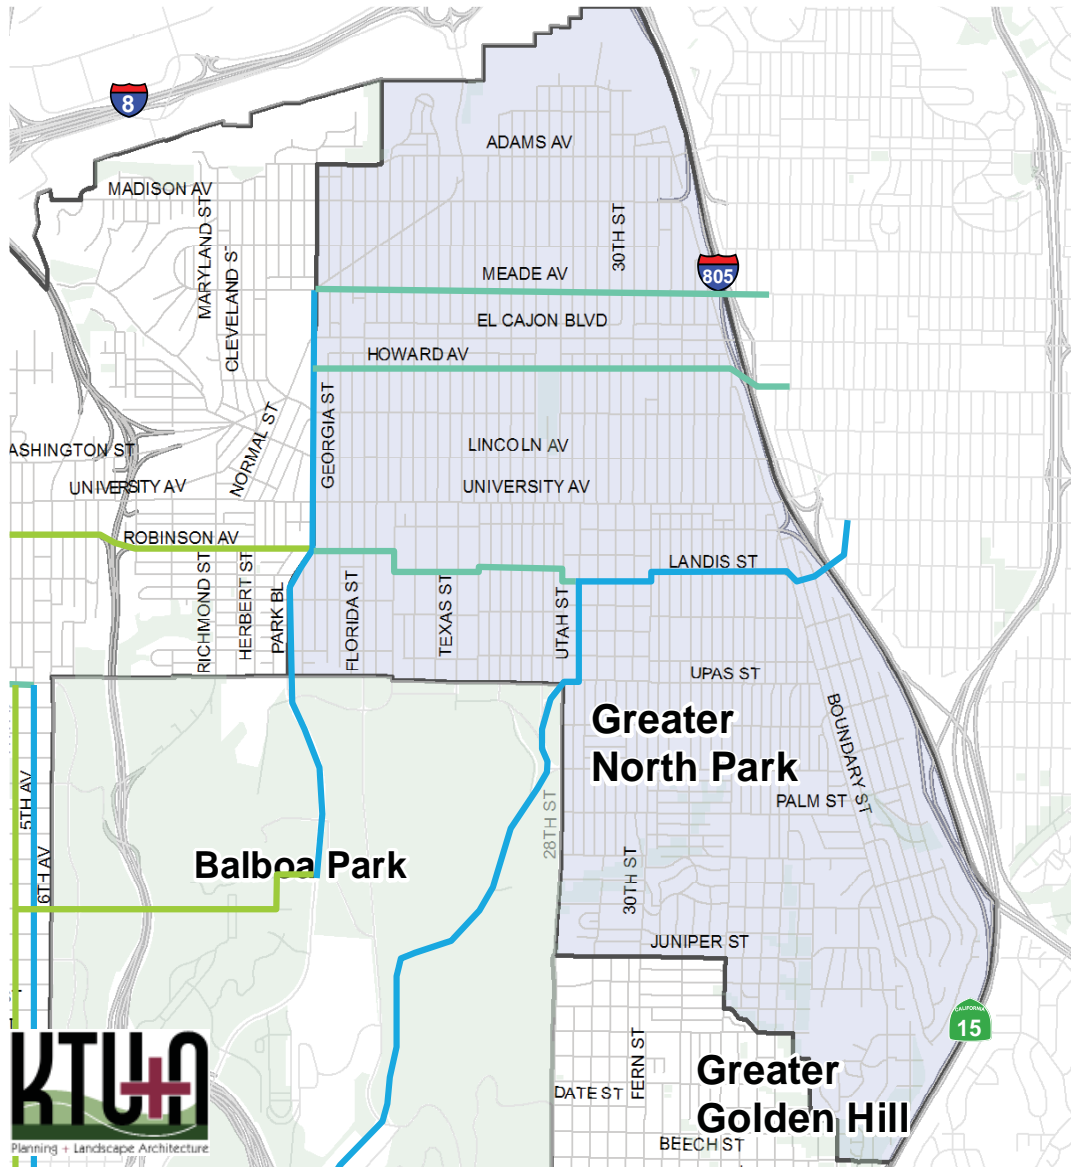 8
ADAMS AV
MADISON AV
MARYLAND ST
CLEVELAND S
30TH ST
MEADE AV
805
EL CAJON BLVD
HOWARD AV
GEORGIA ST
NORMAL ST
ASHINGTON ST
LINCOLN AV
UNIVERSITY AV
UNIVERSITY AV
ROBINSON AV
RICHMOND ST
HERBERT ST
PARK BL
FLORIDA ST
TEXAS ST
UTAH ST
LANDIS ST
UPAS ST
BOUNDARY ST
Greater
North Park
PALM ST
5TH AV
6TH AV
28TH ST
Balboa Park
30TH ST
JUNIPER ST
CALIFORNIA
15
FERN ST
DATE ST
Greater
Golden Hill
BEECH ST
KTU+A
Planning + Landscape Architecture